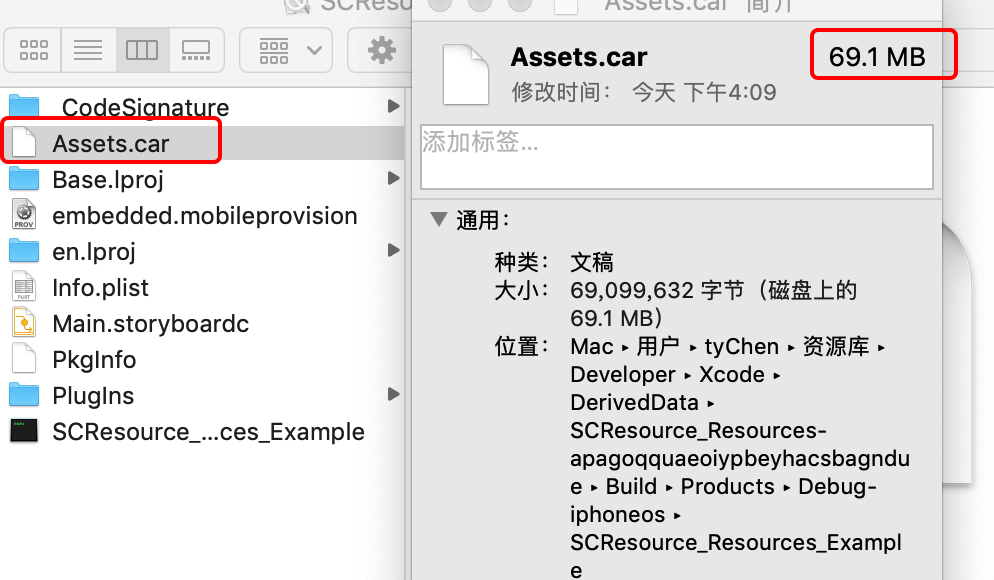 SCReso
Assets.car 简介
Assets.car
69.1 MB
修改时间： 今天 下午4:09
添加标签...
_CodeSignature
Assets.car
Base.lproj
embedded.mobileprovision
en.lproj
Info.plist
Main.storyboardc
PkgInfo
PlugIns
SCResource_...ces_Example
PROV
PLIST
exec
通用：
种类： 文稿
大小： 69,099,632 字节（磁盘上的
69.1 MB）
位置： Mac ▸ 用户 ▸ tyChen ▸ 资源库 ▸
Developer ▸ Xcode ▸
DerivedData ▸
SCResource_Resources-
apagoqquaeoiypbeyhacsbagndu
e ▸ Build ▸ Products ▸ Debug-
iphoneos ▸
SCResource_Resources_Exampl
e